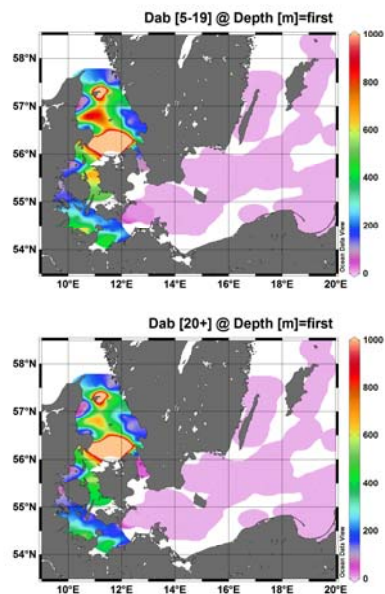 Dab [5-19] @ Depth [m]=first
58°N
57°N
56°N
55°N
54°N
10°E
12°E
14°E
16°E
18°E
20°E
1000
800
600
400
200
0
Ocean Data View
Dab [20+] @ Depth [m]=first
58°N
57°N
56°N
55°N
54°N
10°E
12°E
14°E
16°E
18°E
20°E
1000
800
600
400
200
0
Ocean Data View